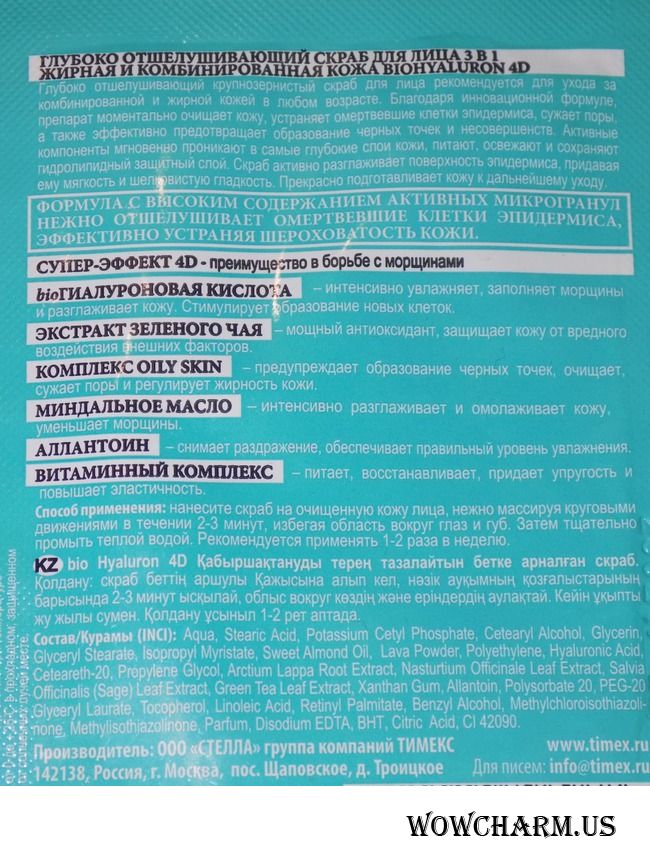 ГЛУБОКО ОТШЕЛУШИВАЮЩИЙ СКРАБ ДЛЯ ЛИЦА 3 В 1
ЖИРНАЯ И КОМБИНИРОВАННАЯ КОЖА BIOHYALURON 4D
Глубоко отшелушивающий крупнозернистый скраб для лица рекомендуется для ухода за
комбинированной и жирной кожей в любом возрасте. Благодаря инновационной формуле,
препарат моментально очищает кожу, устраняет омертвевшие клетки эпидермиса, сужает поры,
а также эффективно предотвращает образование черных точек и несовершенств. Активные
компоненты мгновенно проникают в самые глубокие слои кожи, питают, освежают и сохраняют
гидролипидный защитный слой. Скраб активно разглаживает поверхность эпидермиса, придавая
ему мягкость и шелковистую гладкость. Прекрасно подготавливает кожу к дальнейшему уходу.
ФОРМУЛА С ВЫСОКИМ СОДЕРЖАНИЕМ АКТИВНЫХ МИКРОГРАНУЛ
НЕЖНО ОТШЕЛУШИВАЕТ ОМЕРТВЕВШИЕ КЛЕТКИ ЭПИДЕРМИСА,
ЭФФЕКТИВНО УСТРАНЯЯ ШЕРОХОВАТОСТЬ КОЖИ.
СУПЕР-ЭФФЕКТ 4D - преимущество в борьбе с морщинами
bioГИАЛУРОНОВАЯ КИСЛОТА – интенсивно увлажняет, заполняет морщины
и разглаживает кожу. Стимулирует образование новых клеток.
ЭКСТРАКТ ЗЕЛЕНОГО ЧАЯ – мощный антиоксидант, защищает кожу от вредного
воздействия внешних факторов.
КОМПЛЕКС OILY SKIN – предупреждает образование черных точек, очищает,
сужает поры и регулирует жирность кожи.
МИНДАЛЬНОЕ МАСЛО – интенсивно разглаживает и омолаживает кожу,
уменьшает морщины.
АЛЛАНТОИН – снимает раздражение, обеспечивает правильный уровень увлажнения.
ВИТАМИННЫЙ КОМПЛЕКС – питает, восстанавливает, придает упругость и
повышает эластичность.
Способ применения: нанесите скраб на очищенную кожу лица, нежно массируя круговыми
движениями в течении 2-3 минут, избегая область вокруг глаз и губ. Затем тщательно
промыть теплой водой. Рекомендуется применять 1-2 раза в неделю.
KZ bio Hyaluron 4D Қабыршақтануды терең тазалайтын бетке арналған скраб.
Қолдану: скраб беттің аршулы Қажысына алып кел, нәзік ауқымның қозғалыстарының
барысында 2-3 минут ысқылай, облыс вокруг көздің және еріндердің аулақтай. Кейін ұқыпты
жу жылы сумен. Қолдану ұсынып 1-2 рет аптада.
Состав/Курамы (INCI): Aqua, Stearic Acid, Potassium Cetyl Phosphate, Cetearyl Alcohol, Glycerin,
Glyceryl Stearate, Isopropyl Myristate, Sweet Almond Oil, Lava Powder, Polyethylene, Hyaluronic Acid,
Ceteareth-20, Propylene Glycol, Arctium Lappa Root Extract, Nasturtium Officinale Leaf Extract, Salvia
Officinalis (Sage) Leaf Extract, Green Tea Leaf Extract, Xanthan Gum, Allantoin, Polysorbate 20, PEG-20
Glyceryl Laurate, Tocopherol, Linoleic Acid, Retinyl Palmitate, Benzyl Alcohol, Methylchloroisothiazoli-
none, Methylisothjazolinone, Parfum, Disodium EDTA, BHT, Citric Acid, CI 42090.
Производитель: ООО «СТЕЛЛА» группа компаний ТИМЕКС www.timex.ru
142138, Россия, г. Москва, пос. Щаповское, д. Троицкое Для писем: info@timex.ru
WOWCHARM.US